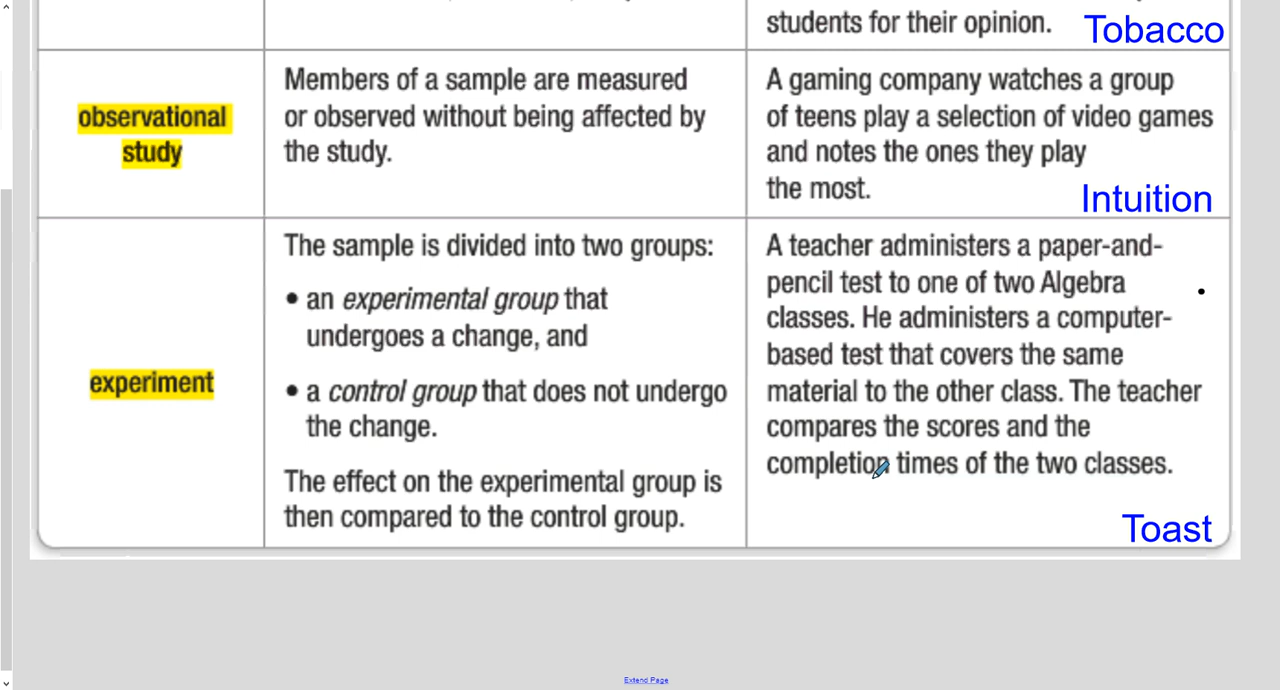 students for their opinion.
Tobacco
observational
study
Members of a sample are measured
or observed without being affected by
the study.
A gaming company watches a group
of teens play a selection of video games
and notes the ones they play
the most.
Intuition
experiment
The sample is divided into two groups:
• an experimental group that
undergoes a change, and
• a control group that does not undergo
the change.
The effect on the experimental group is
then compared to the control group.
A teacher administers a paper-and-
pencil test to one of two Algebra
classes. He administers a computer-
based test that covers the same
material to the other class. The teacher
compares the scores and the
completion times of the two classes.
Toast
Extend Page